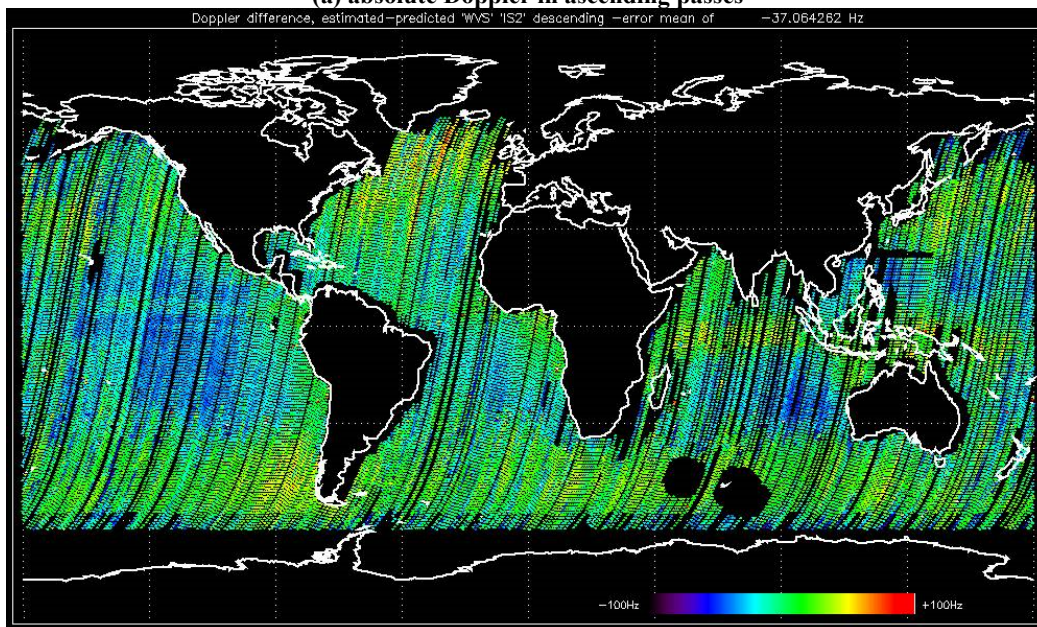 (a) absolute Doppler in ascending passes
Doppler difference, estimated-predicted 'WVS' 'IS2' descending -error mean of -37.064262 Hz
-100Hz +100Hz